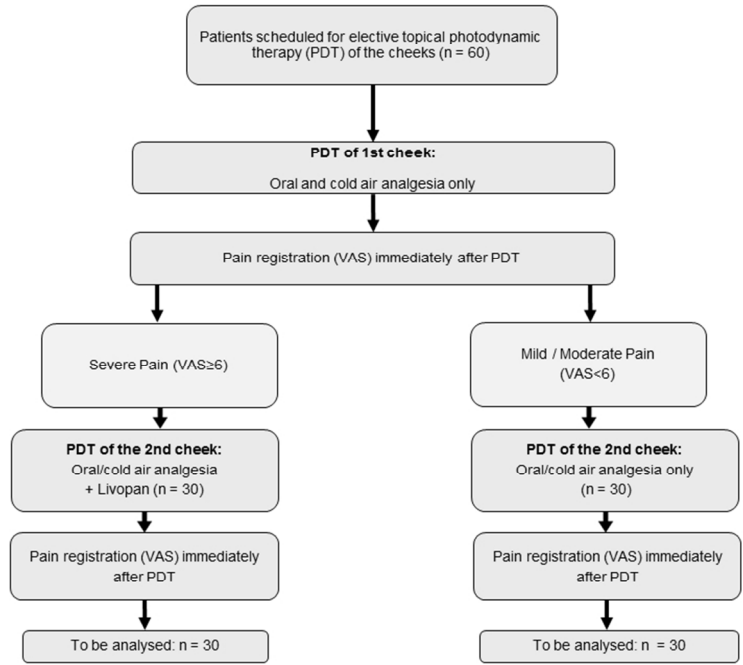 Patients scheduled for elective topical photodynamic
therapy (PDT) of the cheeks (n = 60)
PDT of 1st cheek:
Oral and cold air analgesia only
Pain registration (VAS) immediately after PDT
Severe Pain (VAS≥6)
Mild / Moderate Pain
(VAS<6)
PDT of the 2nd cheek:
Oral/cold air analgesia
+ Livopan (n = 30)
PDT of the 2nd cheek:
Oral/cold air analgesia only
(n = 30)
Pain registration (VAS) immediately
after PDT
Pain registration (VAS) immediately
after PDT
To be analysed: n = 30
To be analysed: n = 30